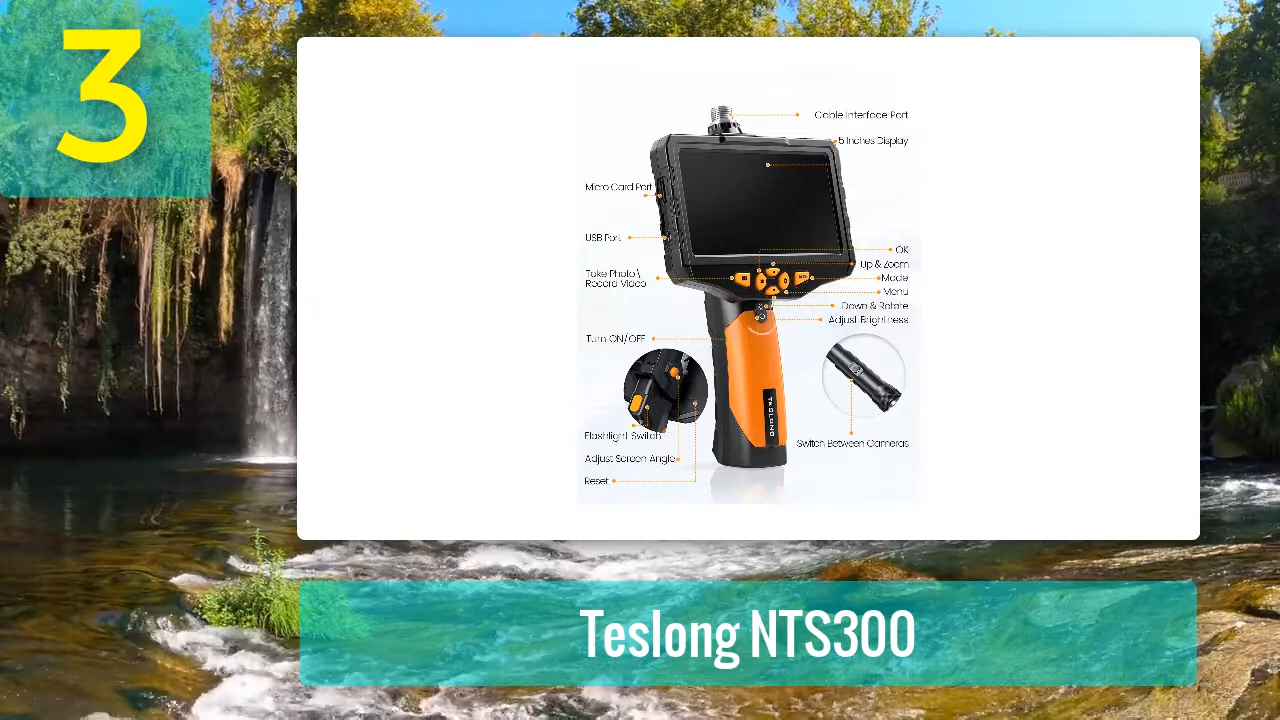 3
Cable Interface Port
5 Inches Display
Micro Card Port
USB Port
OK
Up & Zoom
Take Photo\
Record Video
Mode
Menu
Down & Rotate
Adjust Brightness
Turn ON/OFF
TESLONG
Flashlight Switch
Switch Between Cameras
Adjust Screen Angle
Reset
Teslong NTS300